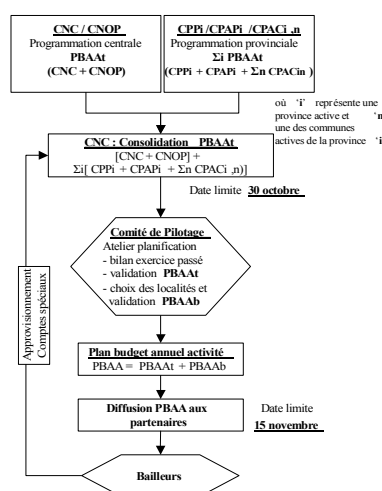 CNC / CNOP
Programmation centrale
PBAAt
(CNC + CNOP)
CPPi /CPAPi /CPACi ,n)
Programmation provinciale
Σi PBAAt
(CPPi + CPAPi + Σn CPACin )
où 'i' représente une
province active et 'n
une des communes
actives de la province 'i
CNC : Consolidation PBAAt
[CNC + CNOP] +
Σi[ CPPi + CPAPi + Σn CPACi ,n)]
Date limite 30 octobre
Comité de Pilotage
Atelier planification
- bilan exercice passé
- validation PBAAt
- choix des localités et
validation PBAAb
Approvisionnement
Comptes spéciaux
Plan budget annuel activité
PBAA = PBAAt + PBAAb
Diffusion PBAA aux
partenaires
Date limite
15 novembre
Bailleurs